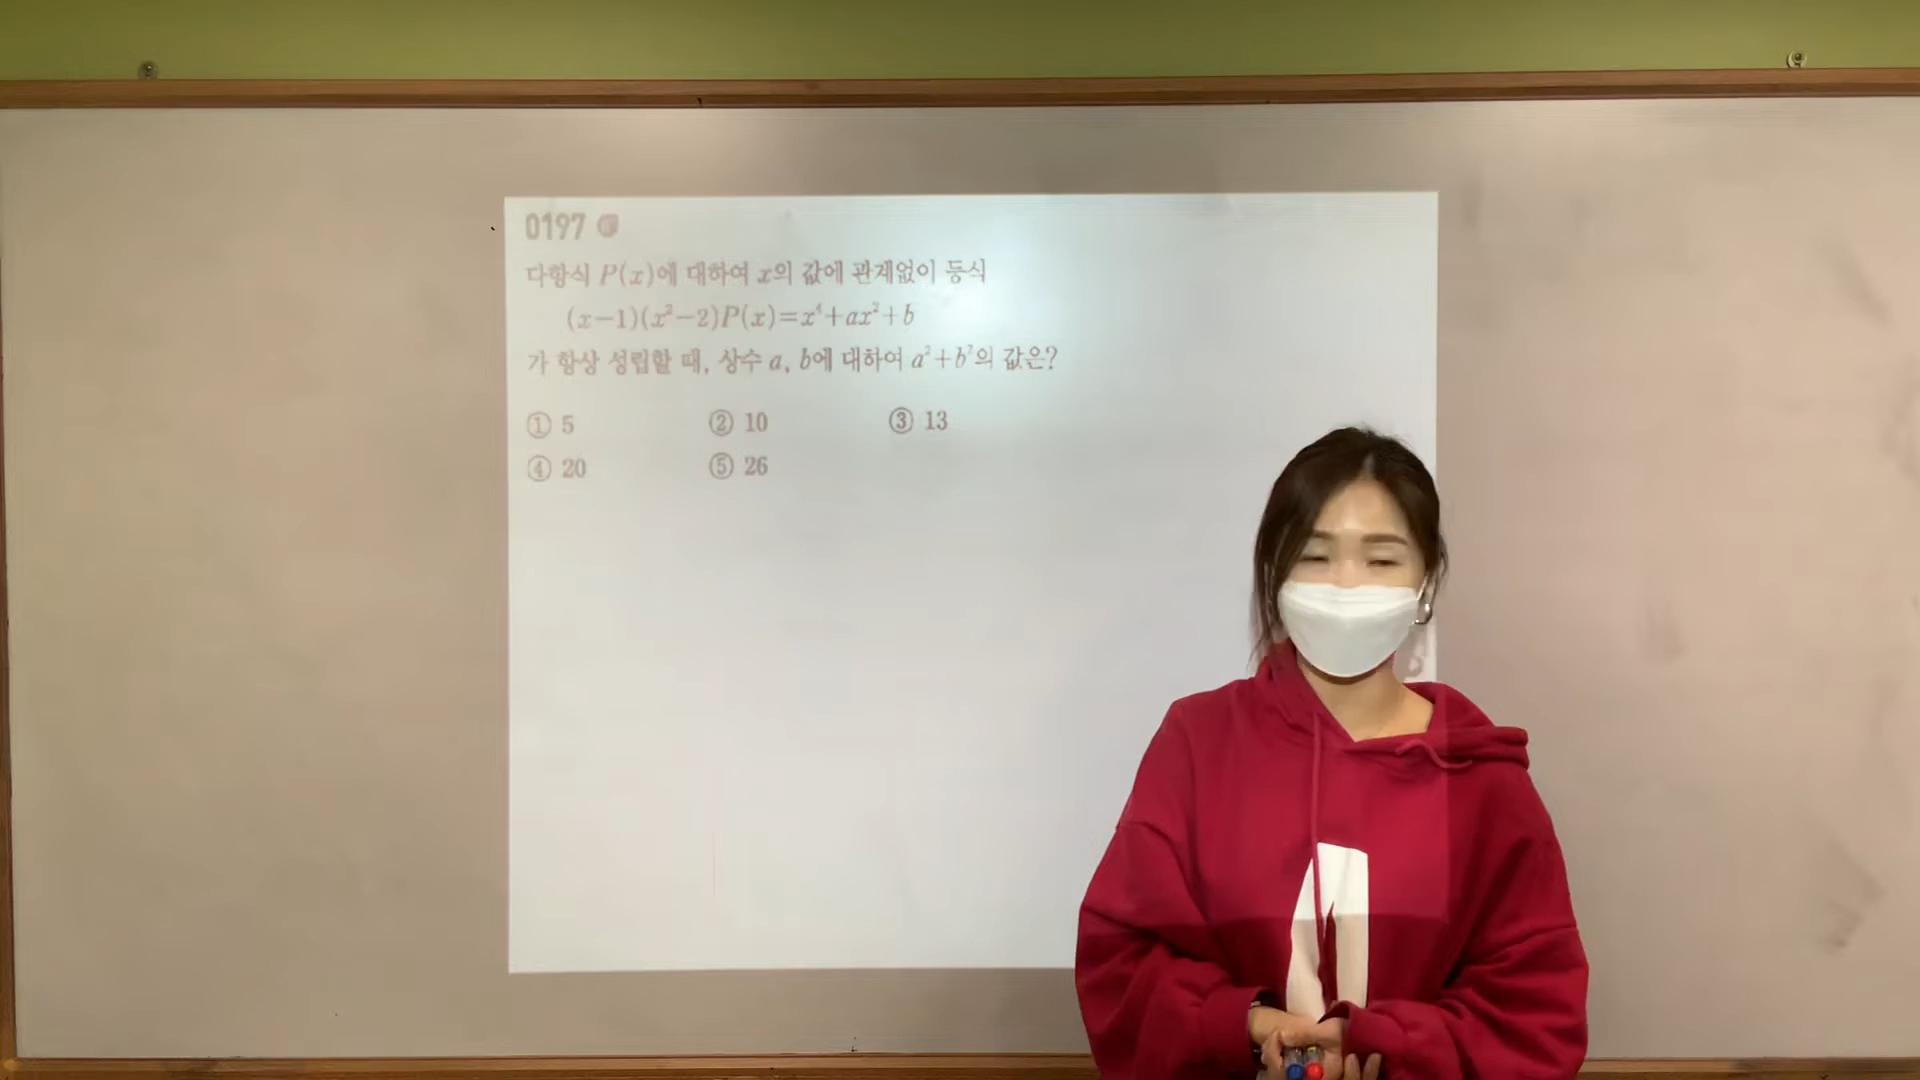 0197
다항식 P(x)에 대하여 x의 값에 관계없이 등식
(x-1)(x²-2)P(x)=x⁴+ax²+b
가 항상 성립할 때, 상수 a, b에 대하여 a²+b²의 값은?
① 5 ② 10 ③ 13
④ 20 ⑤ 26